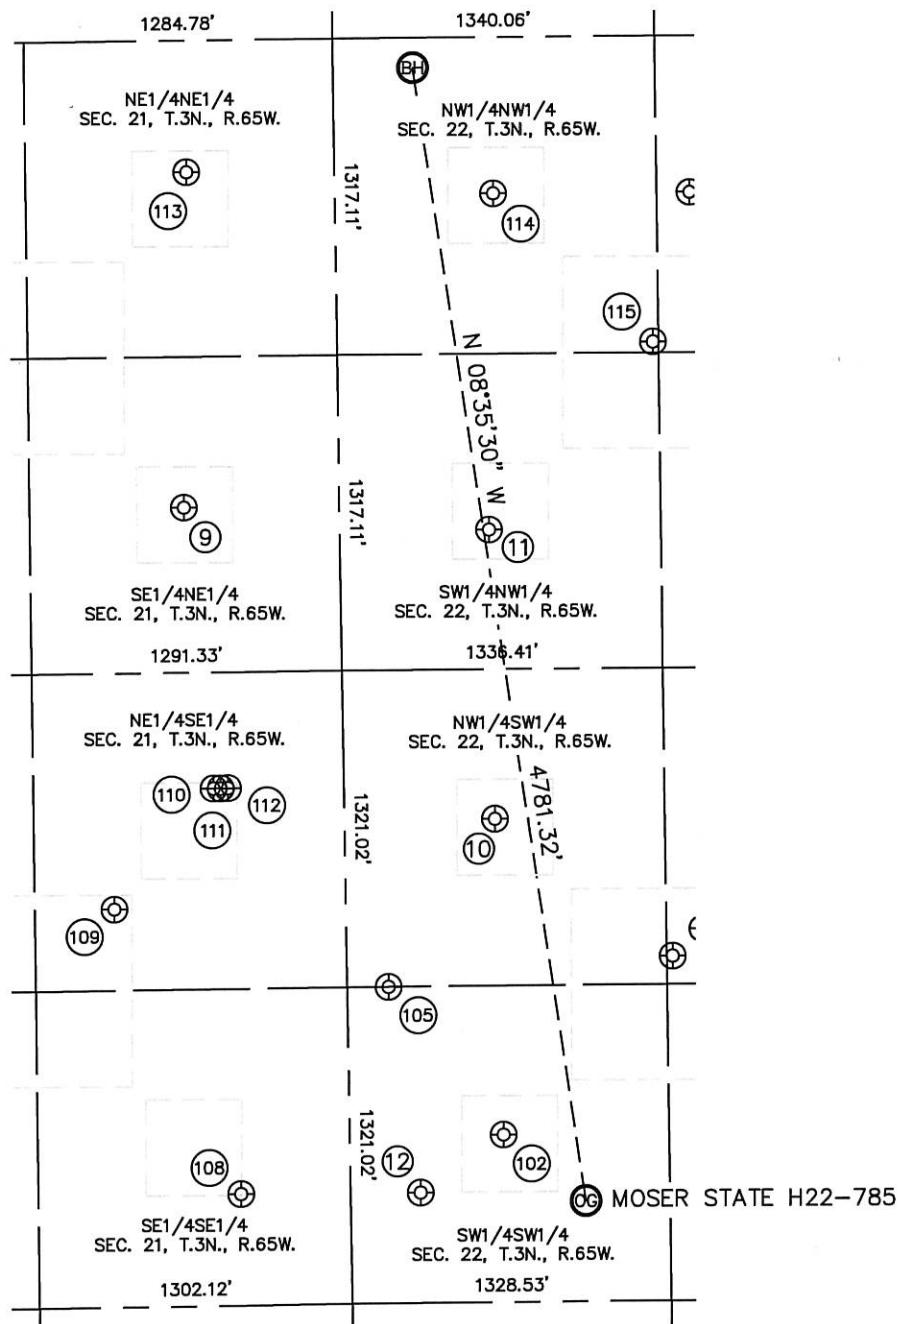 1284.78'
1340.06'
BH
NE1/4NE1/4
SEC. 21, T.3N., R.65W.
NW1/4NW1/4
SEC. 22, T.3N., R.65W.
1317.11'
113
114
115
N 08°35'30" W
1317.11'
9
11
SE1/4NE1/4
SEC. 21, T.3N., R.65W.
SW1/4NW1/4
SEC. 22, T.3N., R.65W.
1291.33'
1336.41'
NE1/4SE1/4
SEC. 21, T.3N., R.65W.
NW1/4SW1/4
SEC. 22, T.3N., R.65W.
4781.32'
110
112
111
1321.02'
10
109
105
1321.02'
108
12
102
OG MOSER STATE H22-785
SE1/4SE1/4
SEC. 21, T.3N., R.65W.
SW1/4SW1/4
SEC. 22, T.3N., R.65W.
1302.12'
1328.53'